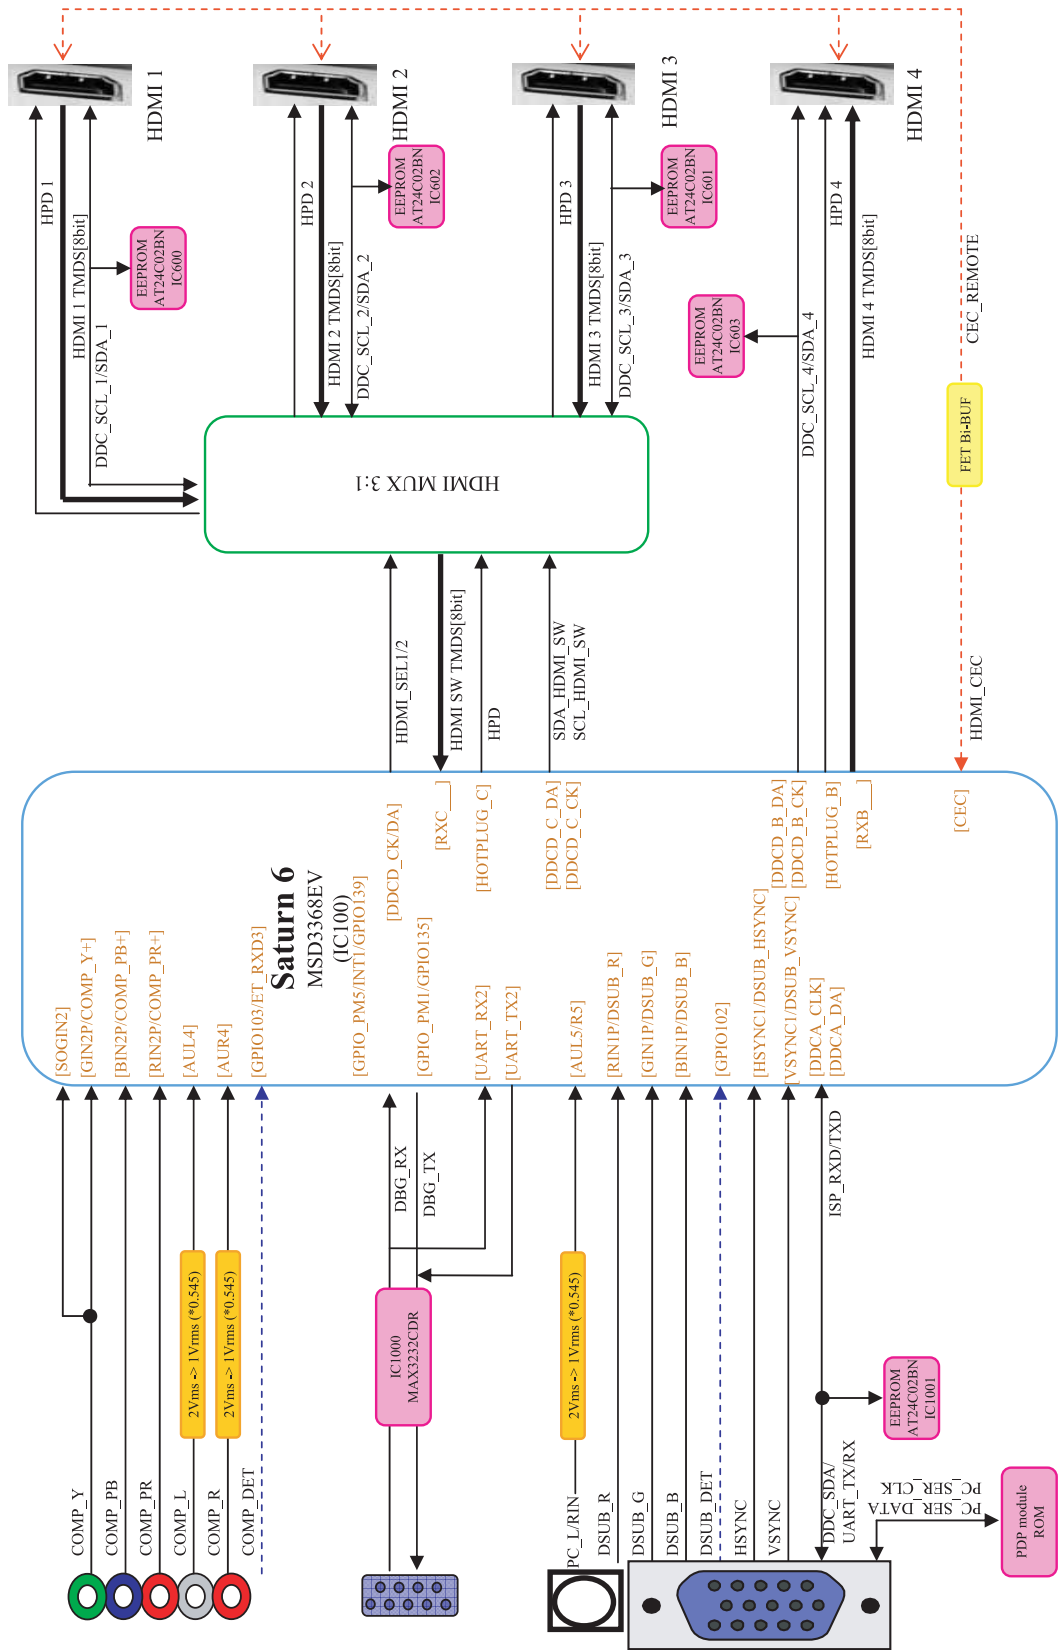 HDMI 1
HDMI 2
HDMI 3
HDMI 4
HPD 1
HDMI 1 TMDS[8bit]
DDC_SCL_1/SDA_1
EEPROM
AT24C02BN
IC600
HPD 2
HDMI 2 TMDS[8bit]
DDC_SCL_2/SDA_2
EEPROM
AT24C02BN
IC602
HPD 3
HDMI 3 TMDS[8bit]
DDC_SCL_3/SDA_3
EEPROM
AT24C02BN
IC601
EEPROM
AT24C02BN
IC603
DDC_SCL_4/SDA_4
HPD 4
HDMI 4 TMDS[8bit]
CEC_REMOTE
FET Bi-BUF
HDMI_CEC
HDMI MUX 3:1
HDMI_SEL1/2
HDMI SW TMDS[8bit]
HPD
SDA_HDMI_SW
SCL_HDMI_SW
[DDCD_CK/DA]
[RXC__]
[HOTPLUG_C]
[DDCD_C_DA]
[DDCD_C_CK]
[DDCD_B_DA]
[DDCD_B_CK]
[HOTPLUG_B]
[RXB__]
[CEC]
Saturn 6
MSD3368EV
(IC100)
[SOGIN2]
[GIN2P/COMP_Y+]
[BIN2P/COMP_PB+]
[RIN2P/COMP_PR+]
[AUL4]
[AUR4]
[GPIO103/ET_RXD3]
[GPIO_PM5/INT1/GPIO139]
[GPIO_PM1/GPIO135]
[UART_RX2]
[UART_TX2]
[AUL5/R5]
[RIN1P/DSUB_R]
[GIN1P/DSUB_G]
[BIN1P/DSUB_B]
[GPIO102]
[HSYNC1/DSUB_HSYNC]
[VSYNC1/DSUB_VSYNC]
[DDCA_CLK]
[DDCA_DA]
DBG_RX
DBG_TX
ISP_RXD/TXD
2Vms -> 1Vrms (*0.545)
2Vms -> 1Vrms (*0.545)
IC1000
MAX3232CDR
2Vms -> 1Vrms (*0.545)
EEPROM
AT24C02BN
IC1001
COMP_Y
COMP_PB
COMP_PR
COMP_L
COMP_R
COMP_DET
PC_L/RIN
DSUB_R
DSUB_G
DSUB_B
DSUB_DET
HSYNC
VSYNC
DDC_SDA/
UART_TX/RX
PC_SER_DATA
PC_SER_CLK
PDP module
ROM